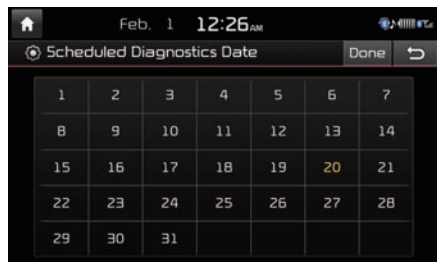 Feb. 1 12:26 AM
Scheduled Diagnostics Date Done
1 2 3 4 5 6 7
8 9 10 11 12 13 14
15 16 17 18 19 20 21
22 23 24 25 26 27 28
29 30 31